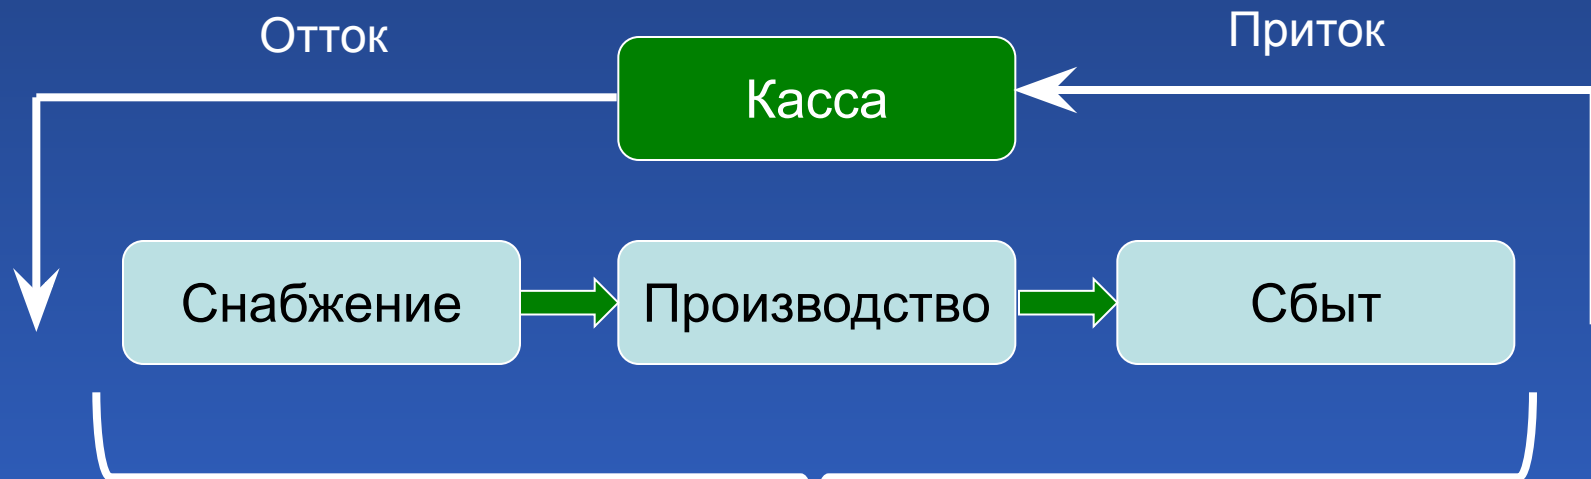 Отток
Приток
Касса
Снабжение
Производство
Сбыт